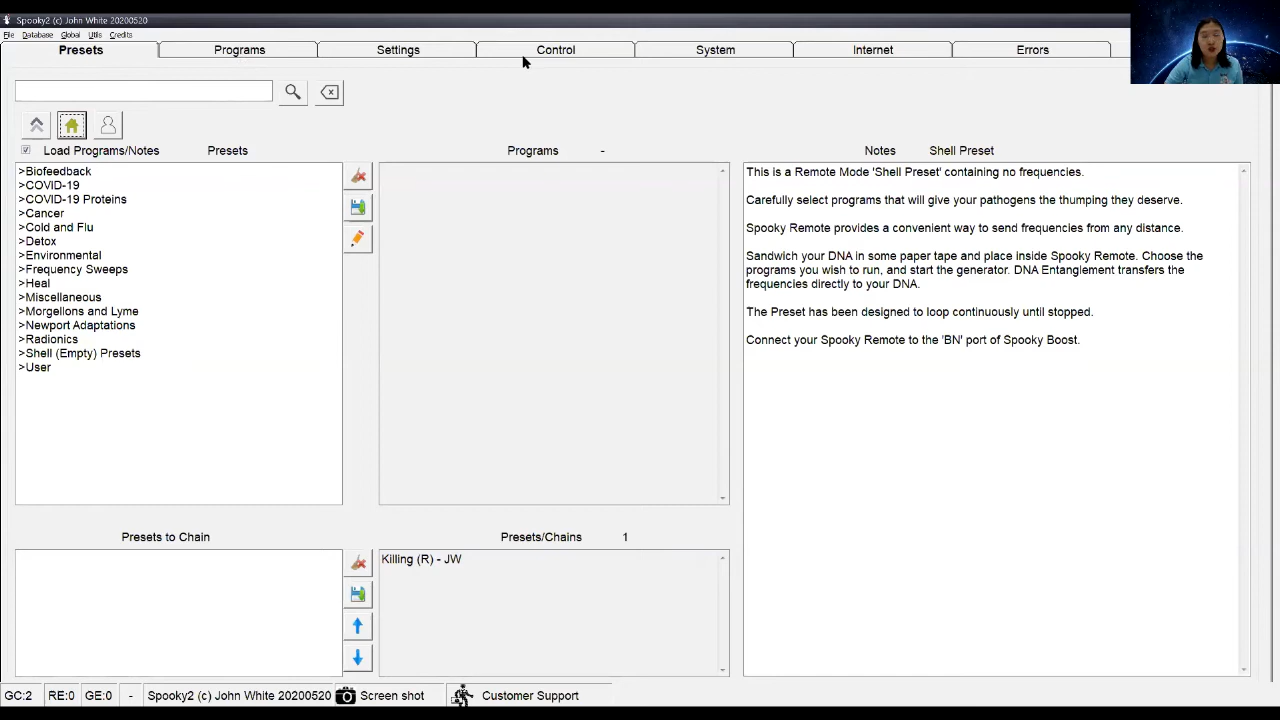 Spooky2 (c) John White 20200520
File Database Global Utils Credits
Presets Programs Settings Control System Internet Errors
Load Programs/Notes Presets Programs - Notes Shell Preset
>Biofeedback
>COVID-19
>COVID-19 Proteins
>Cancer
>Cold and Flu
>Detox
>Environmental
>Frequency Sweeps
>Heal
>Miscellaneous
>Morgellons and Lyme
>Newport Adaptations
>Radionics
>Shell (Empty) Presets
>User
This is a Remote Mode 'Shell Preset' containing no frequencies.
Carefully select programs that will give your pathogens the thumping they deserve.
Spooky Remote provides a convenient way to send frequencies from any distance.
Sandwich your DNA in some paper tape and place inside Spooky Remote. Choose the
programs you wish to run, and start the generator. DNA Entanglement transfers the
frequencies directly to your DNA.
The Preset has been designed to loop continuously until stopped.
Connect your Spooky Remote to the 'BN' port of Spooky Boost.
Presets to Chain Presets/Chains 1
Killing (R) - JW
GC:2 RE:0 GE:0 - Spooky2 (c) John White 20200520 Screen shot Customer Support